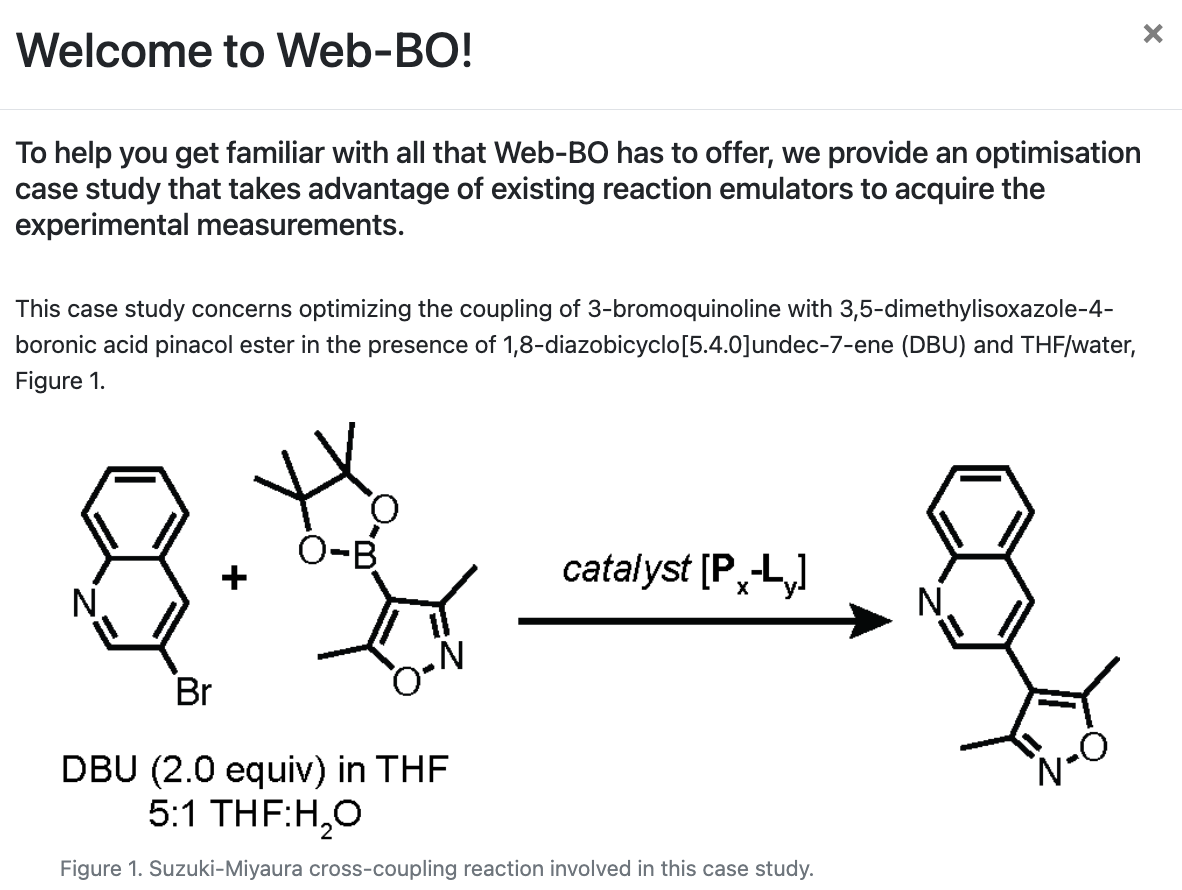 Welcome to Web-BO!
×
To help you get familiar with all that Web-BO has to offer, we provide an optimisation
case study that takes advantage of existing reaction emulators to acquire the
experimental measurements.
This case study concerns optimizing the coupling of 3-bromoquinoline with 3,5-dimethylisoxazole-4-
boronic acid pinacol ester in the presence of 1,8-diazobicyclo[5.4.0]undec-7-ene (DBU) and THF/water,
Figure 1.
N
Br
+
O
O-B
N
O
catalyst [Pₓ-Lᵧ]
N
O
N
DBU (2.0 equiv) in THF
5:1 THF:H₂O
Figure 1. Suzuki-Miyaura cross-coupling reaction involved in this case study.